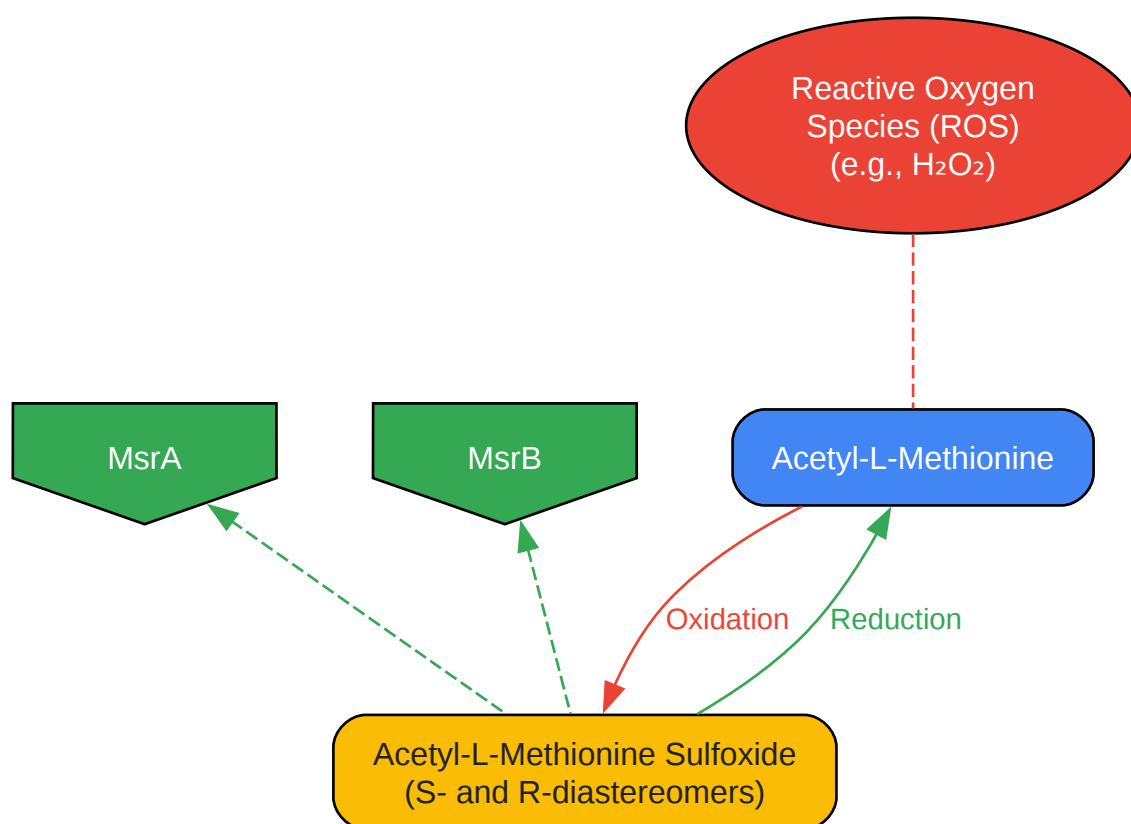 Reactive Oxygen
Species (ROS)
(e.g., H₂O₂)
MsrA
MsrB
Acetyl-L-Methionine
Oxidation
Reduction
Acetyl-L-Methionine Sulfoxide
(S- and R-diastereomers)